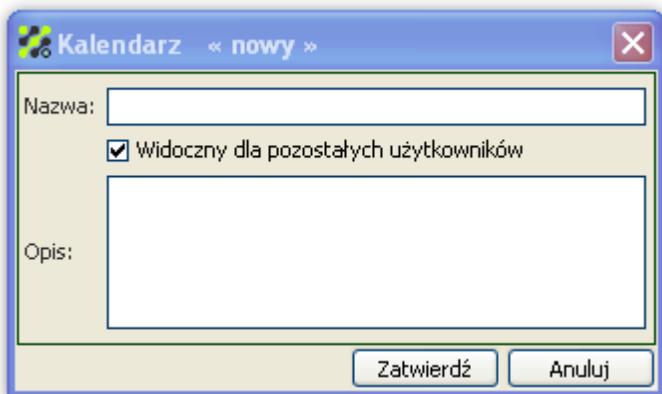 Kalendarz « nowy »
Nazwa:
Widoczny dla pozostałych użytkowników
Opis:
Zatwierdź Anuluj